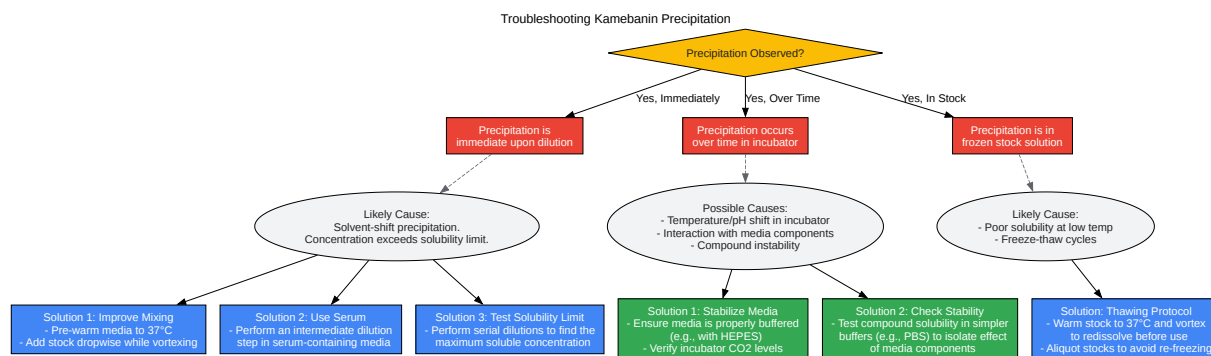 Troubleshooting Kamebanin Precipitation
Precipitation Observed?
Yes, Immediately
Yes, Over Time
Yes, In Stock
Precipitation is
immediate upon dilution
Precipitation occurs
over time in incubator
Precipitation is in
frozen stock solution
Likely Cause:
Solvent-shift precipitation.
Concentration exceeds solubility limit.
Possible Causes:
- Temperature/pH shift in incubator
- Interaction with media components
- Compound instability
Likely Cause:
- Poor solubility at low temp
- Freeze-thaw cycles
Solution 1: Improve Mixing
- Pre-warm media to 37°C
- Add stock dropwise while vortexing
Solution 2: Use Serum
- Perform an intermediate dilution
step in serum-containing media
Solution 3: Test Solubility Limit
- Perform serial dilutions to find the
maximum soluble concentration
Solution 1: Stabilize Media
- Ensure media is properly buffered
(e.g., with HEPES)
- Verify incubator CO2 levels
Solution 2: Check Stability
- Test compound solubility in simpler
buffers (e.g., PBS) to isolate effect
of media components
Solution: Thawing Protocol
- Warm stock to 37°C and vortex
to redissolve before use
- Aliquot stocks to avoid re-freezing